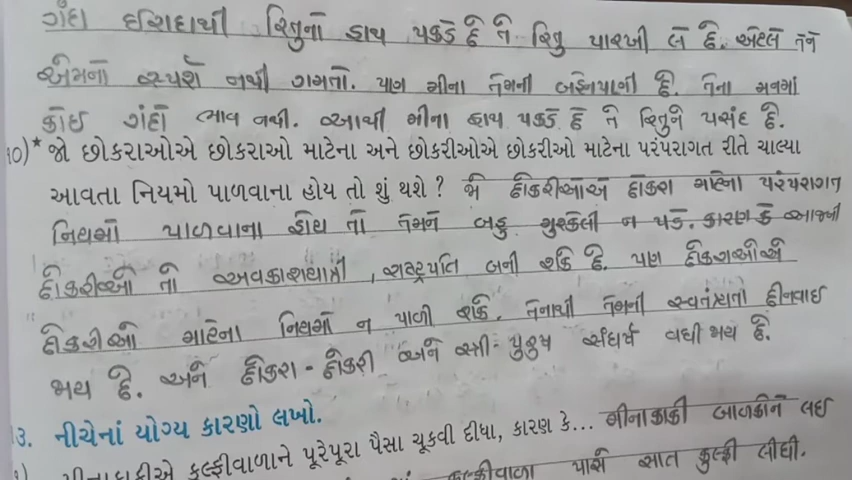 ગંદા ઈરાદાથી રિતુનો હાથ પકડે છે તે રિતુ પારખી લે છે. એટલે તેને
એમનો સ્પર્શ નથી ગમતો. પણ મીના તેમની બહેનપણી છે. તેના મનમાં
કોઈ ગંદો ભાવ નથી. આથી મીના હાથ પકડે છે તે રિતુને પસંદ છે.
10)* જો છોકરાઓએ છોકરાઓ માટેના અને છોકરીઓએ છોકરીઓ માટેના પરંપરાગત રીતે ચાલ્યા
આવતા નિયમો પાળવાના હોય તો શું થશે? જો છોકરીઓએ છોકરા માટેના પરંપરાગત
નિયમો પાળવાના હોય તો તેમને બહુ મુશ્કેલી ન પડે. કારણ કે આજની
છોકરીઓ તો અવકાશયાત્રી, રાષ્ટ્રપતિ બની શકે છે. પણ છોકરાઓએ
છોકરીઓ માટેના નિયમો ન પાળી શકે. તેનાથી તેમની સ્વતંત્રતા છીનવાઈ
જાય છે. અને છોકરા - છોકરી અને સ્ત્રી - પુરુષ સંઘર્ષ વધી જાય છે.
13. નીચેનાં યોગ્ય કારણો લખો.
મીનાકાકીએ કુલ્ફીવાળાને પૂરેપૂરા પૈસા ચૂકવી દીધા, કારણ કે... મીનાકાકી બાળકોને લઈ
કુલ્ફીવાળા પાસે સાત કુલ્ફી લીધી.